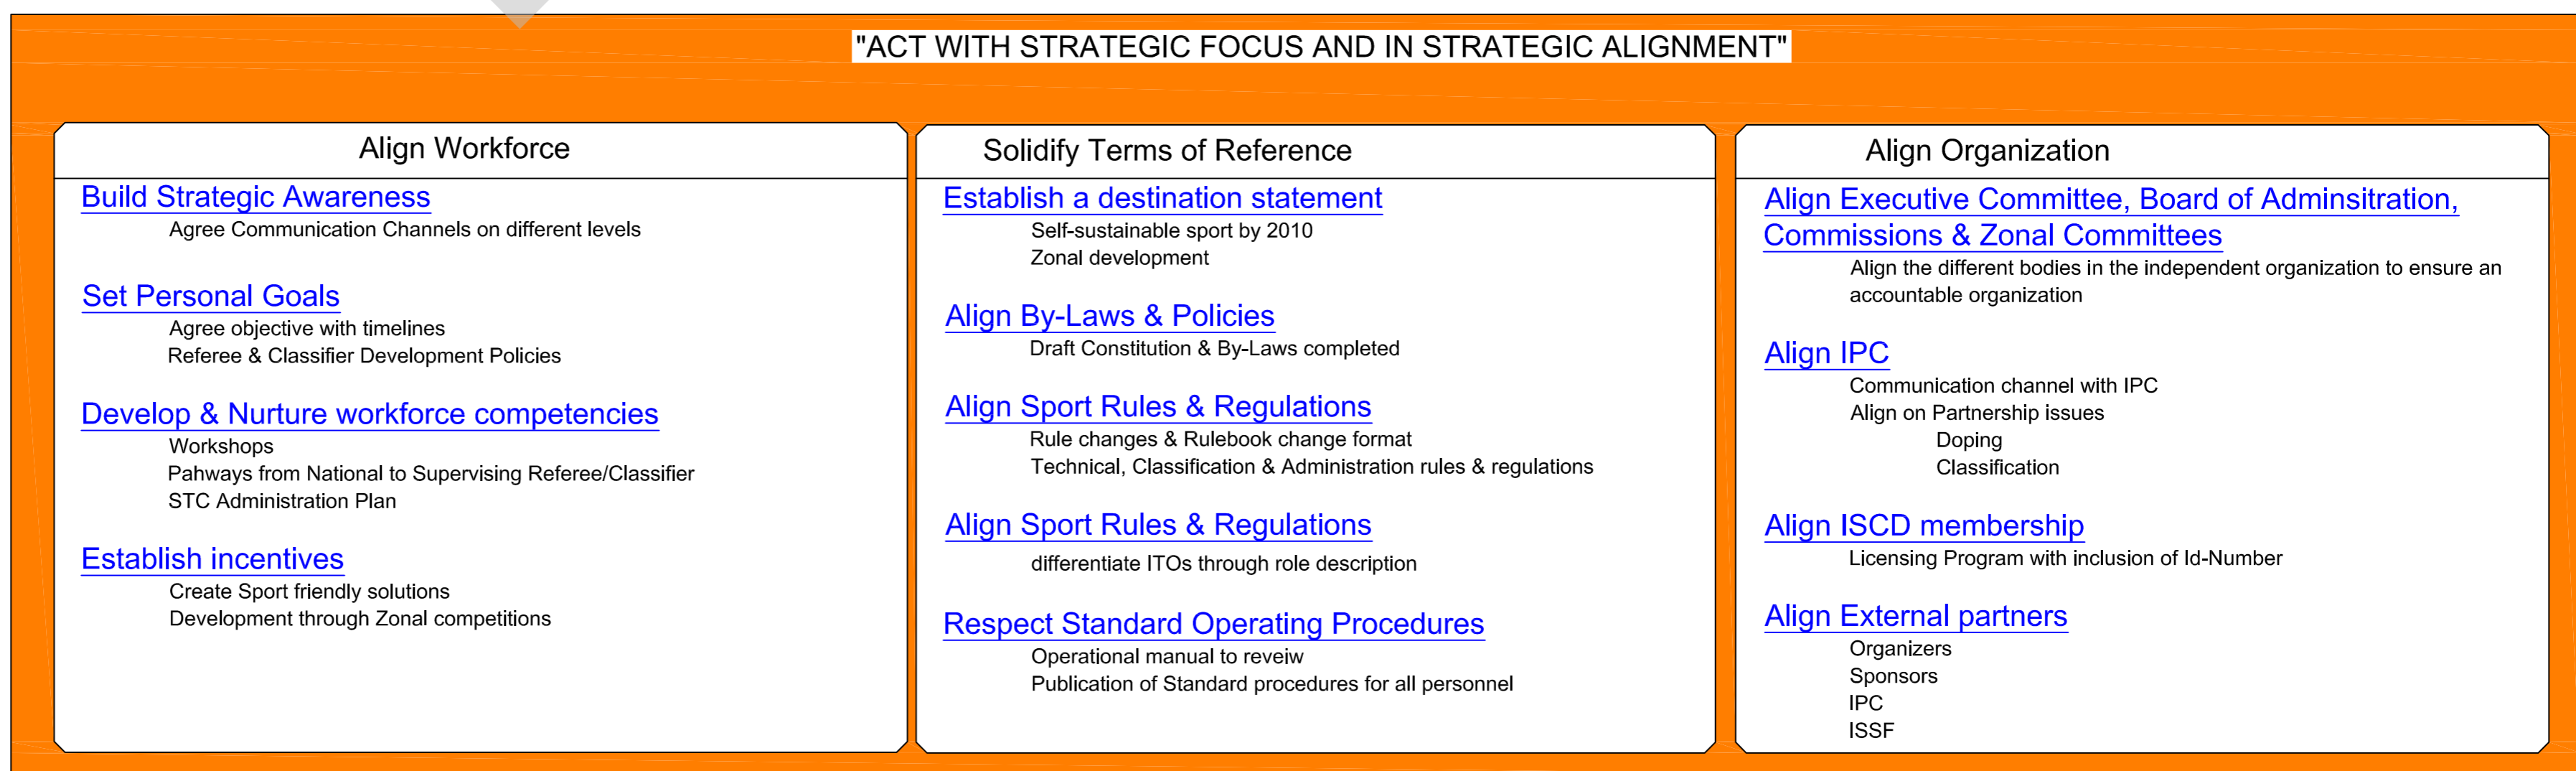 "ACT WITH STRATEGIC FOCUS AND IN STRATEGIC ALIGNMENT"
Align Workforce
Build Strategic Awareness
Agree Communication Channels on different levels
Set Personal Goals
Agree objective with timelines
Referee & Classifier Development Policies
Develop & Nurture workforce competencies
Workshops
Pahways from National to Supervising Referee/Classifier
STC Administration Plan
Establish incentives
Create Sport friendly solutions
Development through Zonal competitions
Solidify Terms of Reference
Establish a destination statement
Self-sustainable sport by 2010
Zonal development
Align By-Laws & Policies
Draft Constitution & By-Laws completed
Align Sport Rules & Regulations
Rule changes & Rulebook change format
Technical, Classification & Administration rules & regulations
Align Sport Rules & Regulations
differentiate ITOs through role description
Respect Standard Operating Procedures
Operational manual to reveiw
Publication of Standard procedures for all personnel
Align Organization
Align Executive Committee, Board of Adminsitration,
Commissions & Zonal Committees
Align the different bodies in the independent organization to ensure an
accountable organization
Align IPC
Communication channel with IPC
Align on Partnership issues
Doping
Classification
Align ISCD membership
Licensing Program with inclusion of Id-Number
Align External partners
Organizers
Sponsors
IPC
ISSF